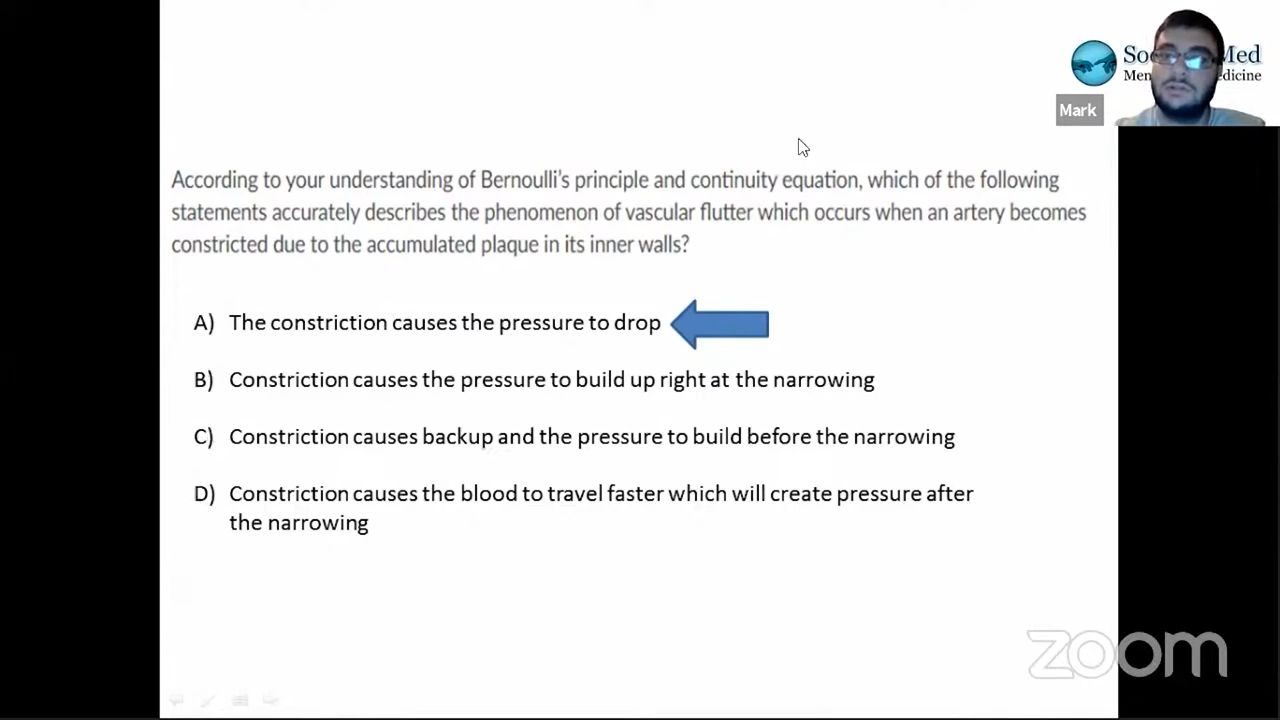 Med
Men edicine
Mark
According to your understanding of Bernoulli's principle and continuity equation, which of the following
statements accurately describes the phenomenon of vascular flutter which occurs when an artery becomes
constricted due to the accumulated plaque in its inner walls?
A) The constriction causes the pressure to drop
B) Constriction causes the pressure to build up right at the narrowing
C) Constriction causes backup and the pressure to build before the narrowing
D) Constriction causes the blood to travel faster which will create pressure after
the narrowing
zoom